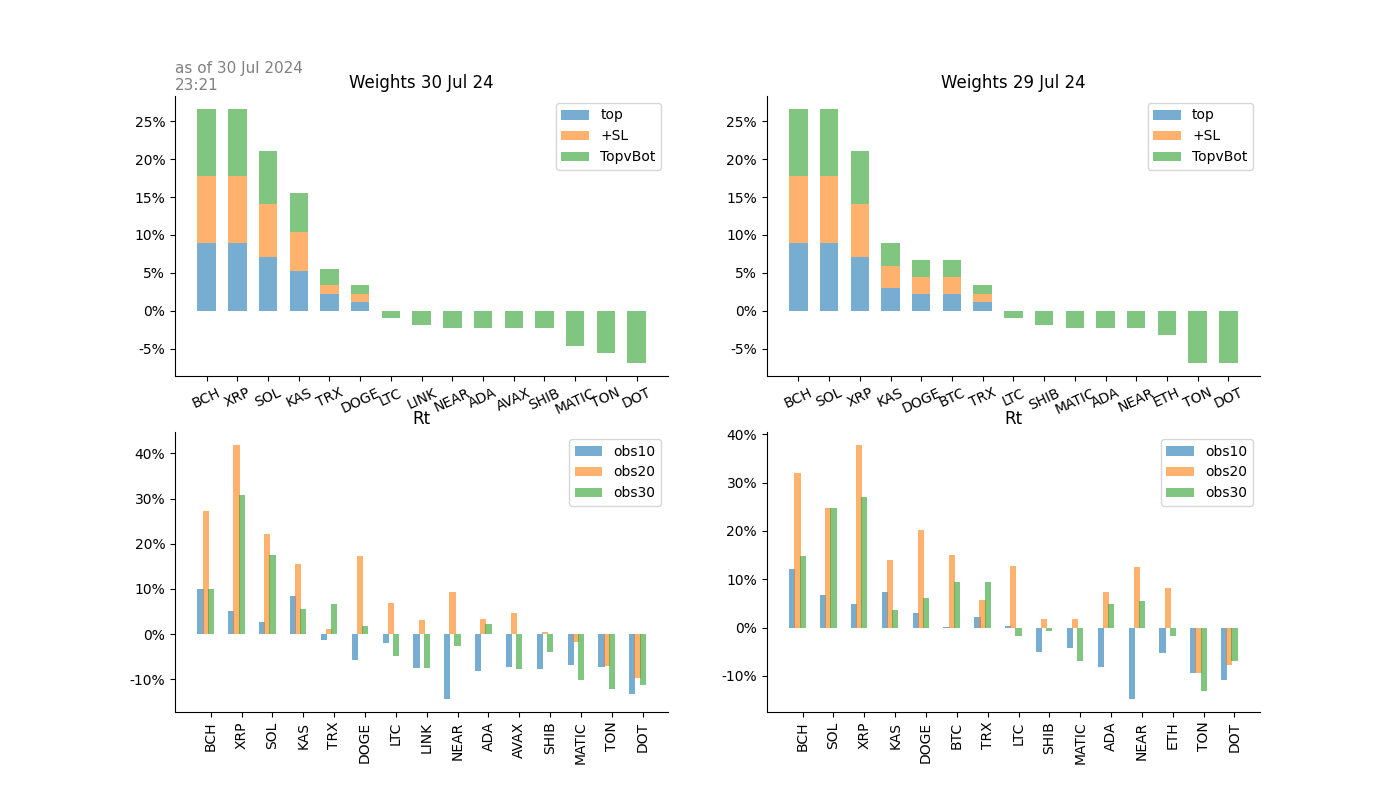 as of 30 Jul 2024
23:21
Weights 30 Jul 24
25%
20%
15%
10%
5%
0%
-5%
top
+SL
TopvBot
BCH XRP SOL KAS TRX DOGE LTC LINK NEAR ADA AVAX SHIB MATIC TON DOT
Weights 29 Jul 24
25%
20%
15%
10%
5%
0%
-5%
top
+SL
TopvBot
BCH SOL XRP KAS DOGE BTC TRX LTC SHIB MATIC ADA NEAR ETH TON DOT
Rt
40%
30%
20%
10%
0%
-10%
obs10
obs20
obs30
BCH XRP SOL KAS TRX DOGE LTC LINK NEAR ADA AVAX SHIB MATIC TON DOT
Rt
40%
30%
20%
10%
0%
-10%
obs10
obs20
obs30
BCH SOL XRP KAS DOGE BTC TRX LTC SHIB MATIC ADA NEAR ETH TON DOT